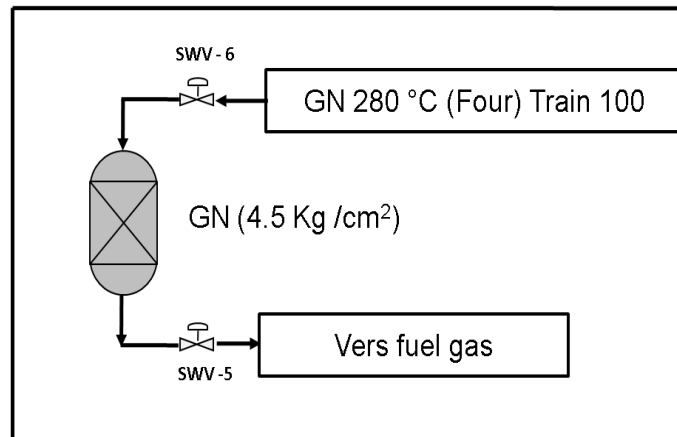 SWV - 6
GN 280 °C (Four) Train 100
GN (4.5 Kg /cm²)
Vers fuel gas
SWV -5